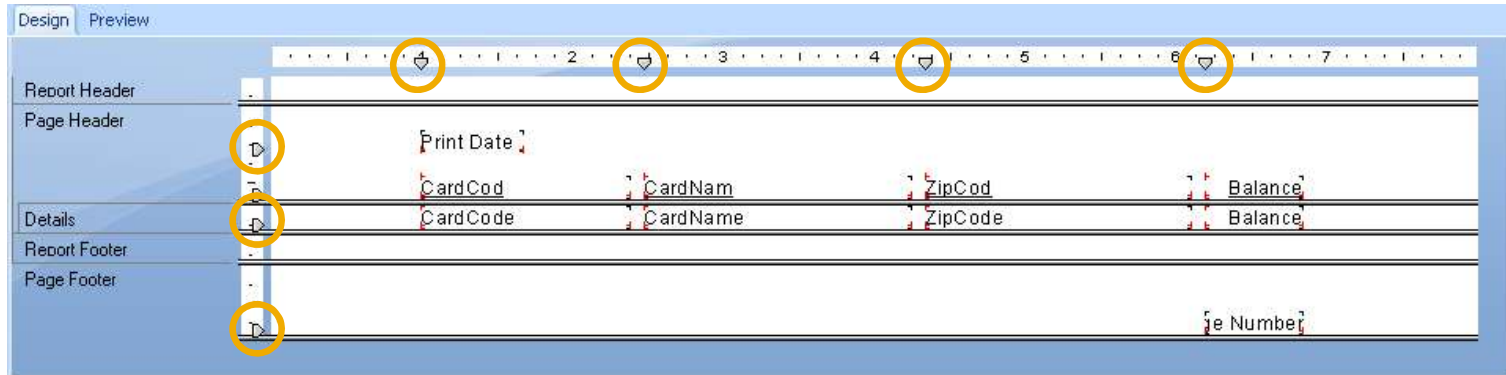 Design Preview
1 2 3 4 5 6 7
Report Header
Page Header
Print Date
CardCod CardNam ZipCod Balance
Details CardCode CardName ZipCode Balance
Report Footer
Page Footer
e Number